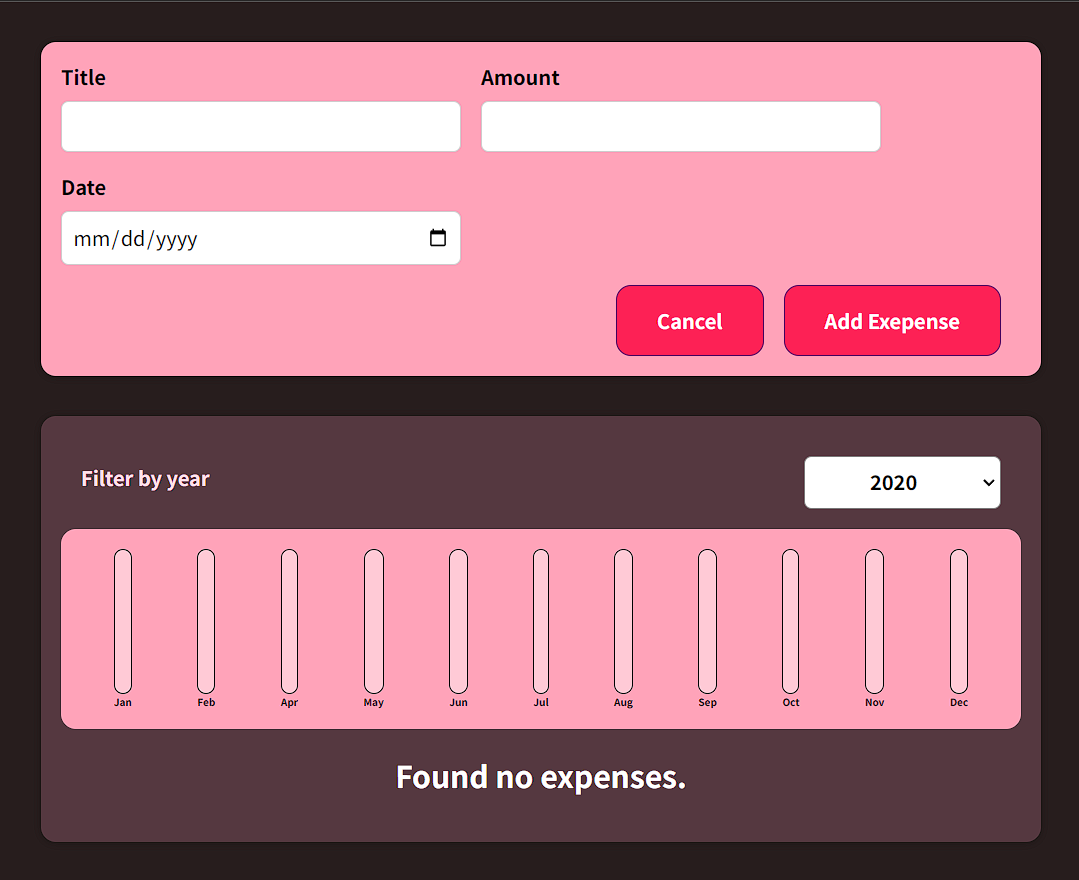 Title Amount
Date
mm/dd/yyyy
Cancel Add Exepense
Filter by year 2020
Jan Feb Apr May Jun Jul Aug Sep Oct Nov Dec
Found no expenses.